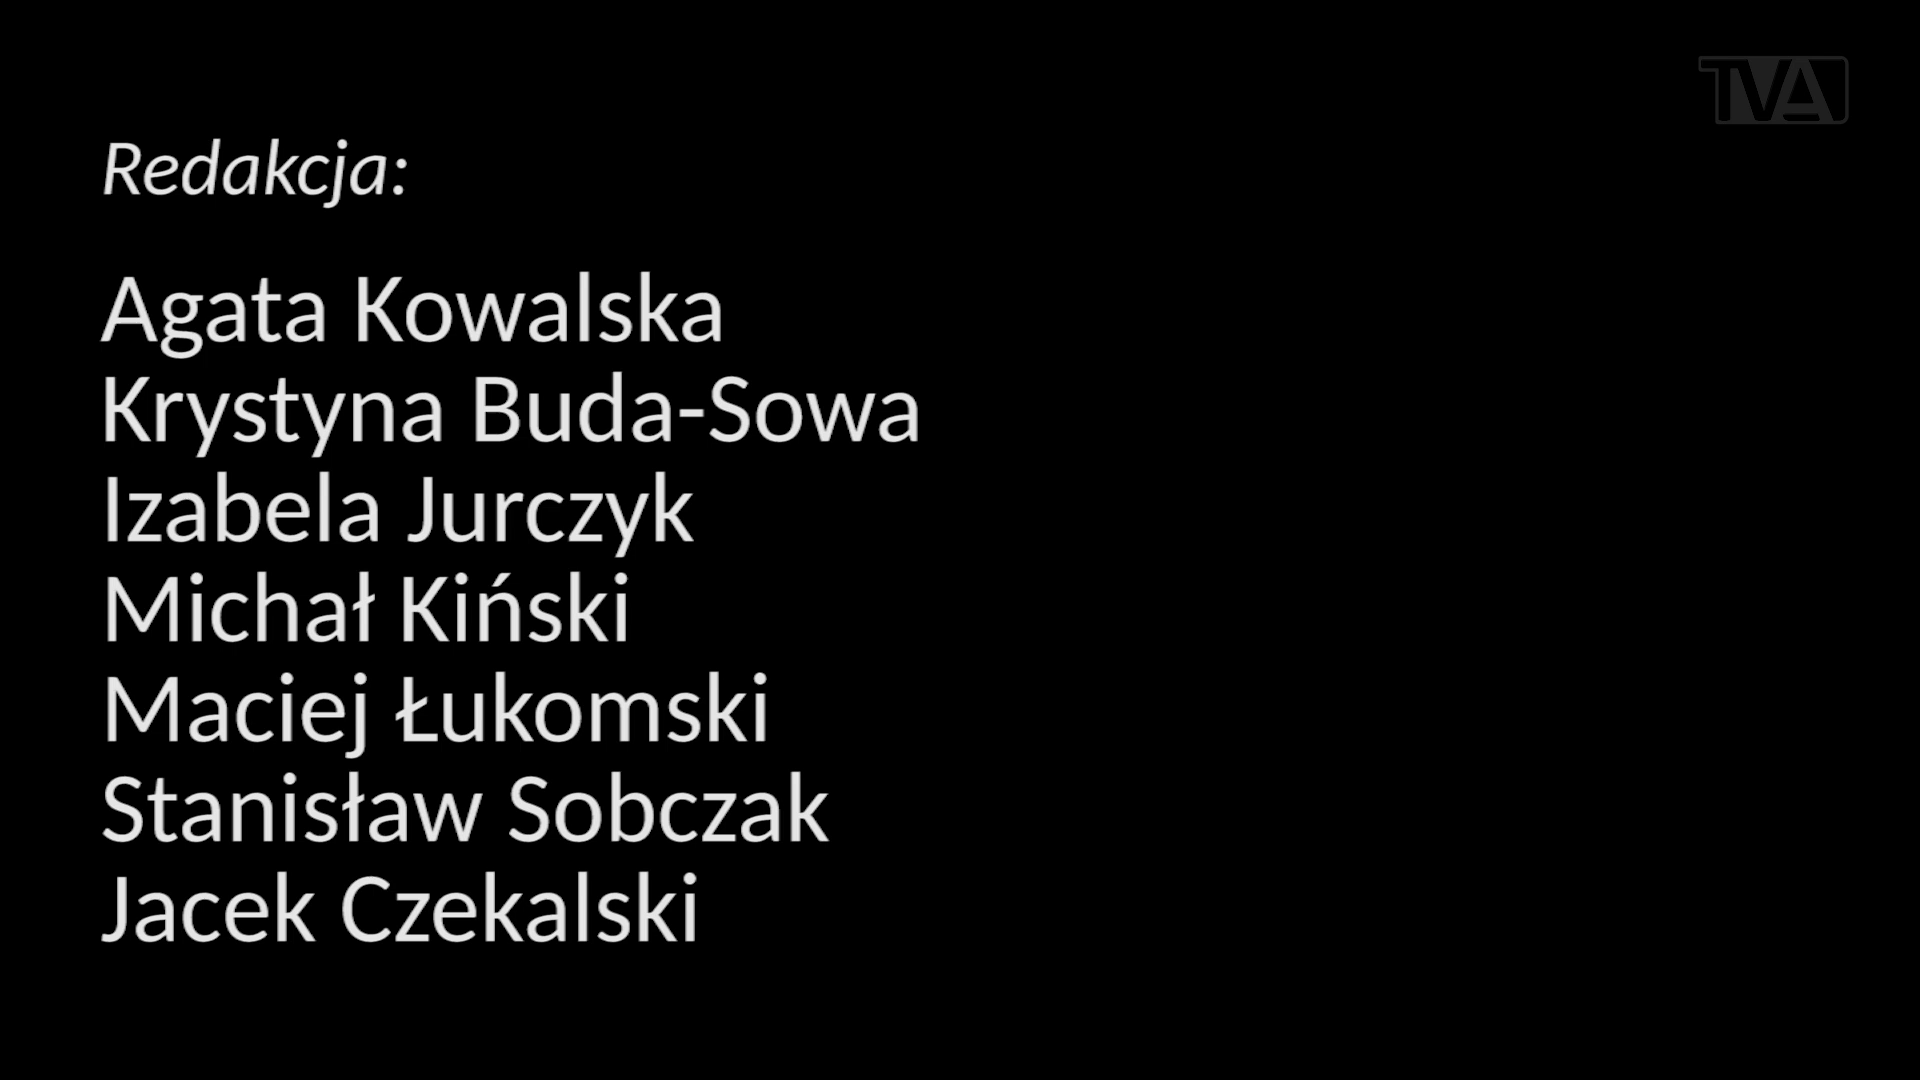 TVA
Redakcja:
Agata Kowalska
Krystyna Buda-Sowa
Izabela Jurczyk
Michał Kiński
Maciej Łukomski
Stanisław Sobczak
Jacek Czekalski